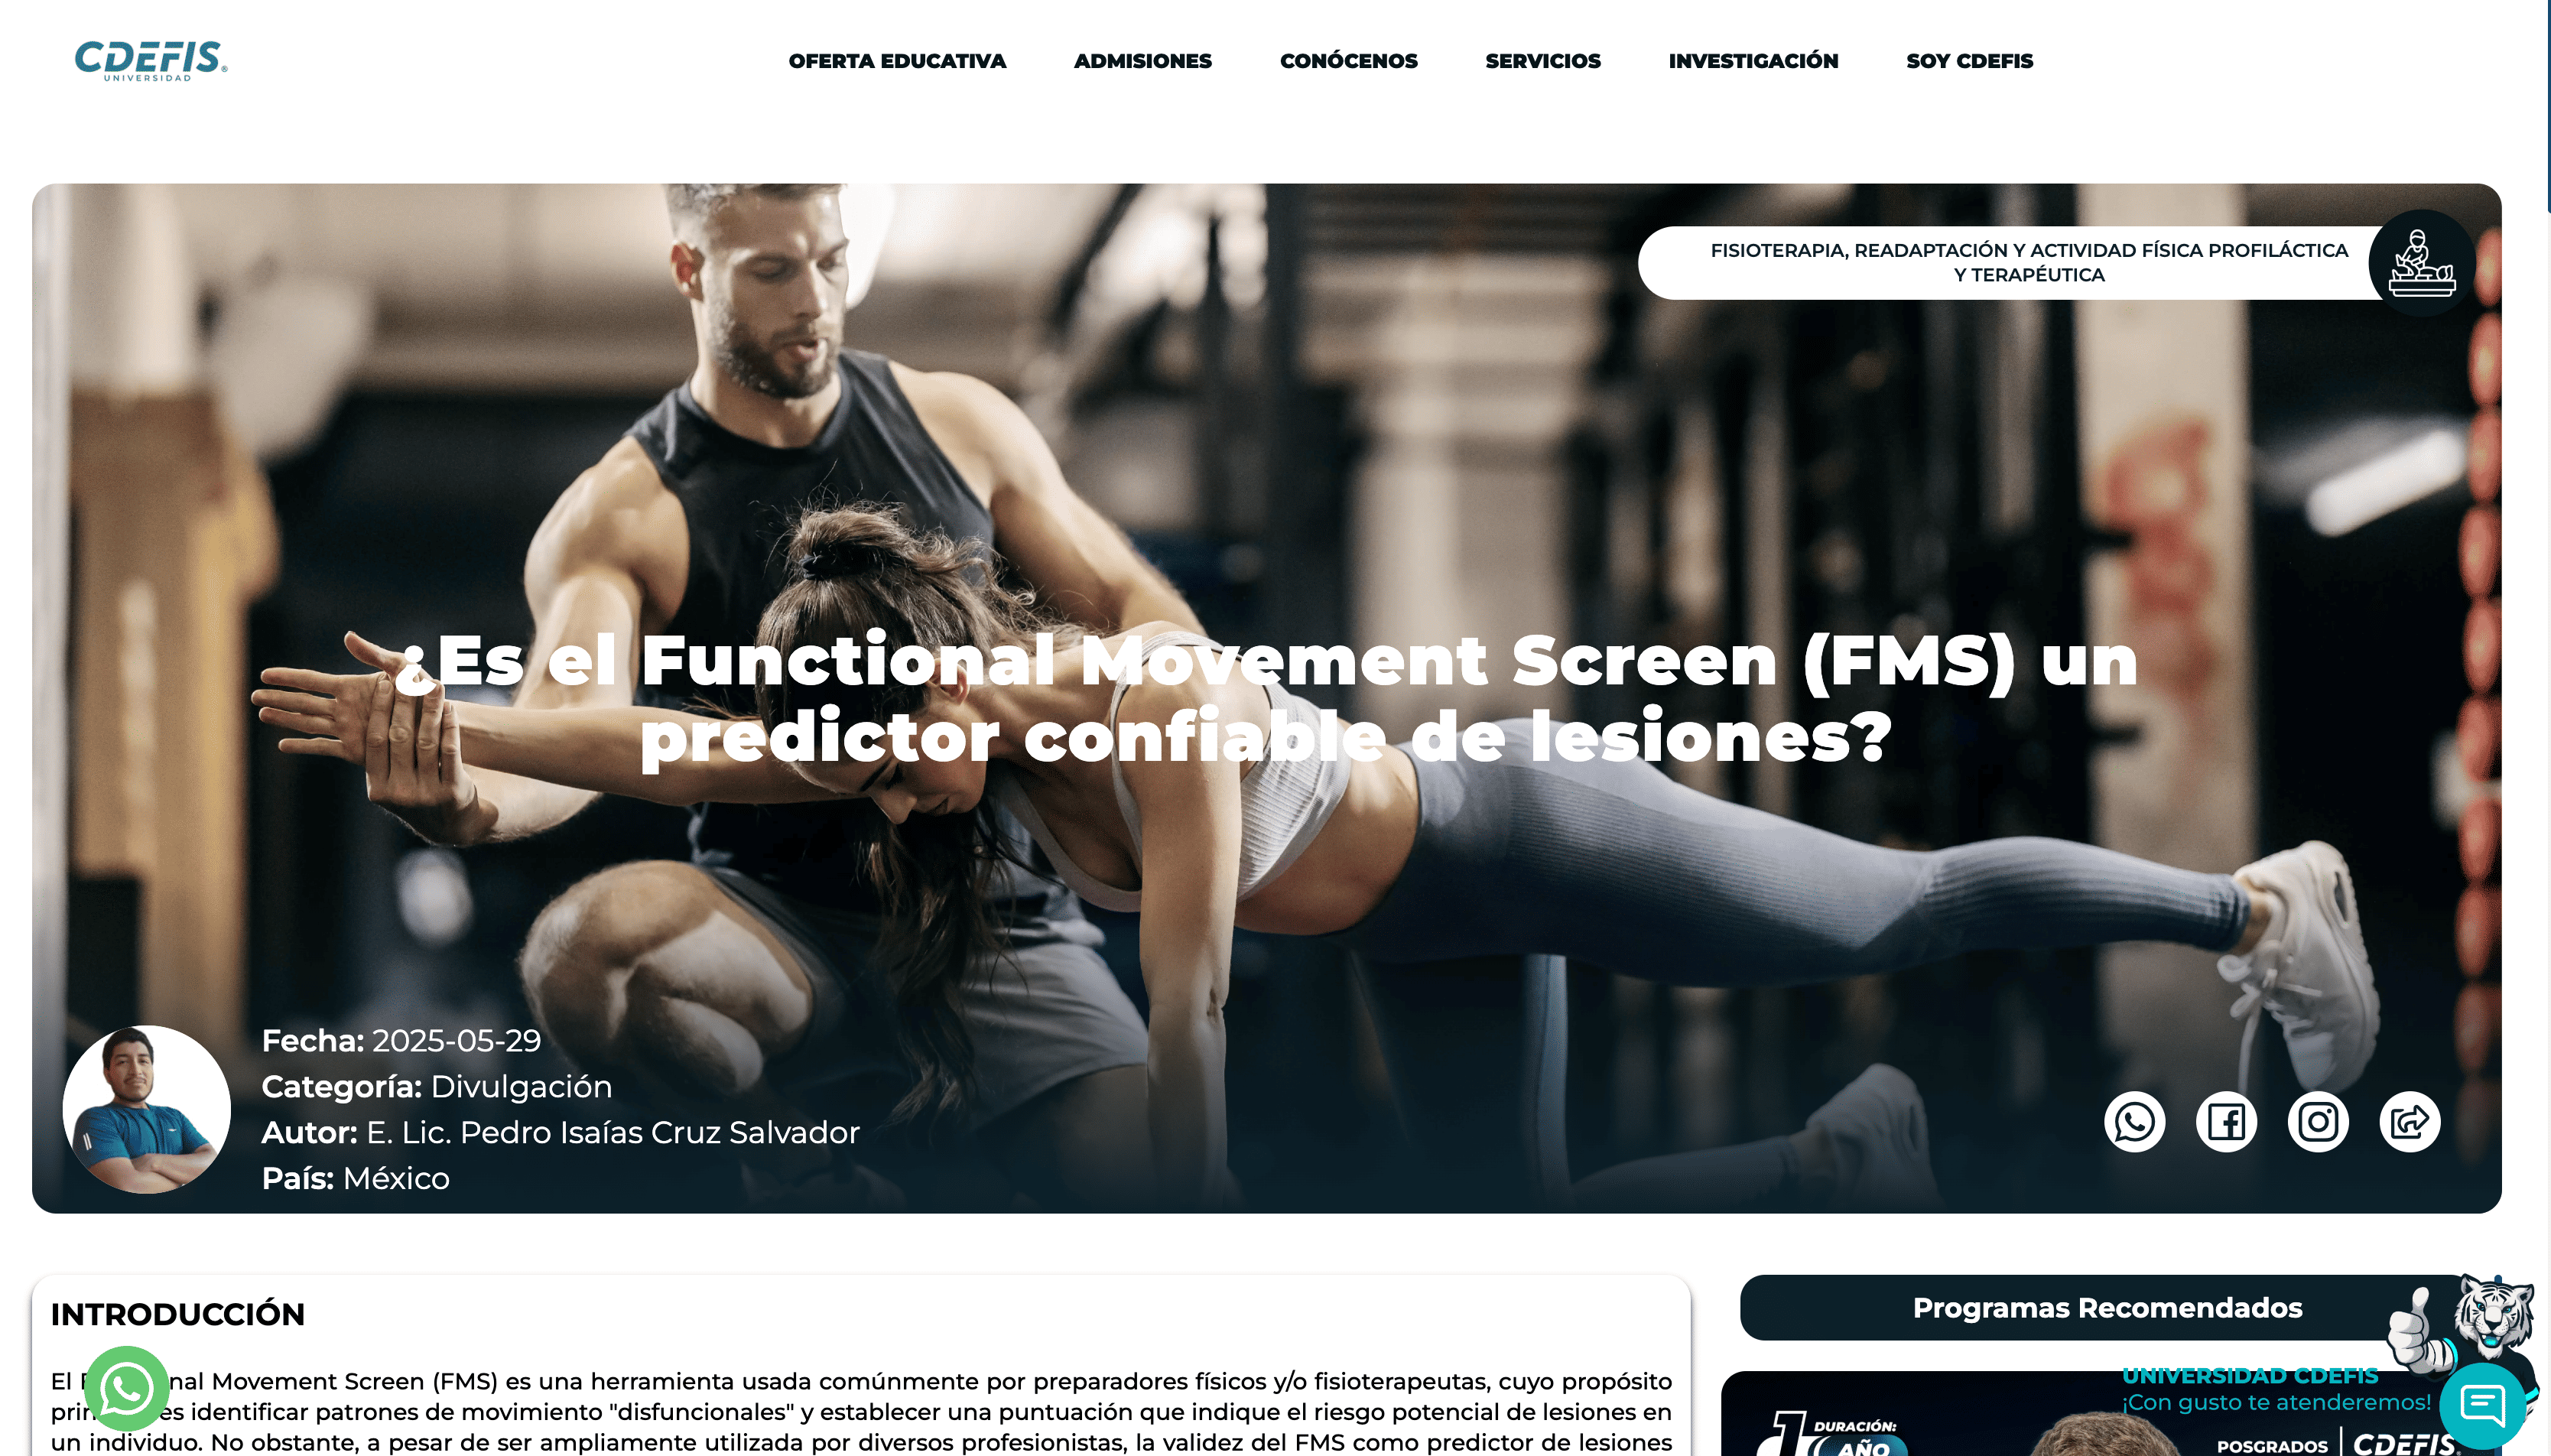 CDEFIS®
UNIVERSIDAD
OFERTA EDUCATIVA ADMISIONES CONÓCENOS SERVICIOS INVESTIGACIÓN SOY CDEFIS
FISIOTERAPIA, READAPTACIÓN Y ACTIVIDAD FÍSICA PROFILÁCTICA
Y TERAPÉUTICA
¿Es el Functional Movement Screen (FMS) un
predictor confiable de lesiones?
Fecha: 2025-05-29
Categoría: Divulgación
Autor: E. Lic. Pedro Isaías Cruz Salvador
País: México
INTRODUCCIÓN
El nal Movement Screen (FMS) es una herramienta usada comúnmente por preparadores físicos y/o fisioterapeutas, cuyo propósito
es identificar patrones de movimiento "disfuncionales" y establecer una puntuación que indique el riesgo potencial de lesiones en
un individuo. No obstante, a pesar de ser ampliamente utilizada por diversos profesionistas, la validez del FMS como predictor de lesiones
Programas Recomendados
UNIVERSIDAD CDEFIS
¡Con gusto te atenderemos!
1 DURACIÓN:
AÑO
POSGRADOS | CDEFIS®